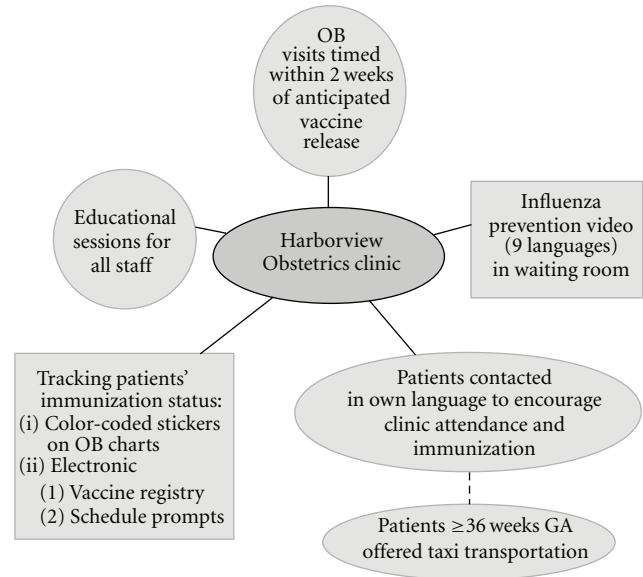 OB
visits timed
within 2 weeks
of anticipated
vaccine
release
Educational
sessions for
all staff
Harborview
Obstetrics clinic
Influenza
prevention video
(9 languages)
in waiting room
Tracking patients'
immunization status:
(i) Color-coded stickers
on OB charts
(ii) Electronic
(1) Vaccine registry
(2) Schedule prompts
Patients contacted
in own language to encourage
clinic attendance and
immunization
Patients ≥36 weeks GA
offered taxi transportation